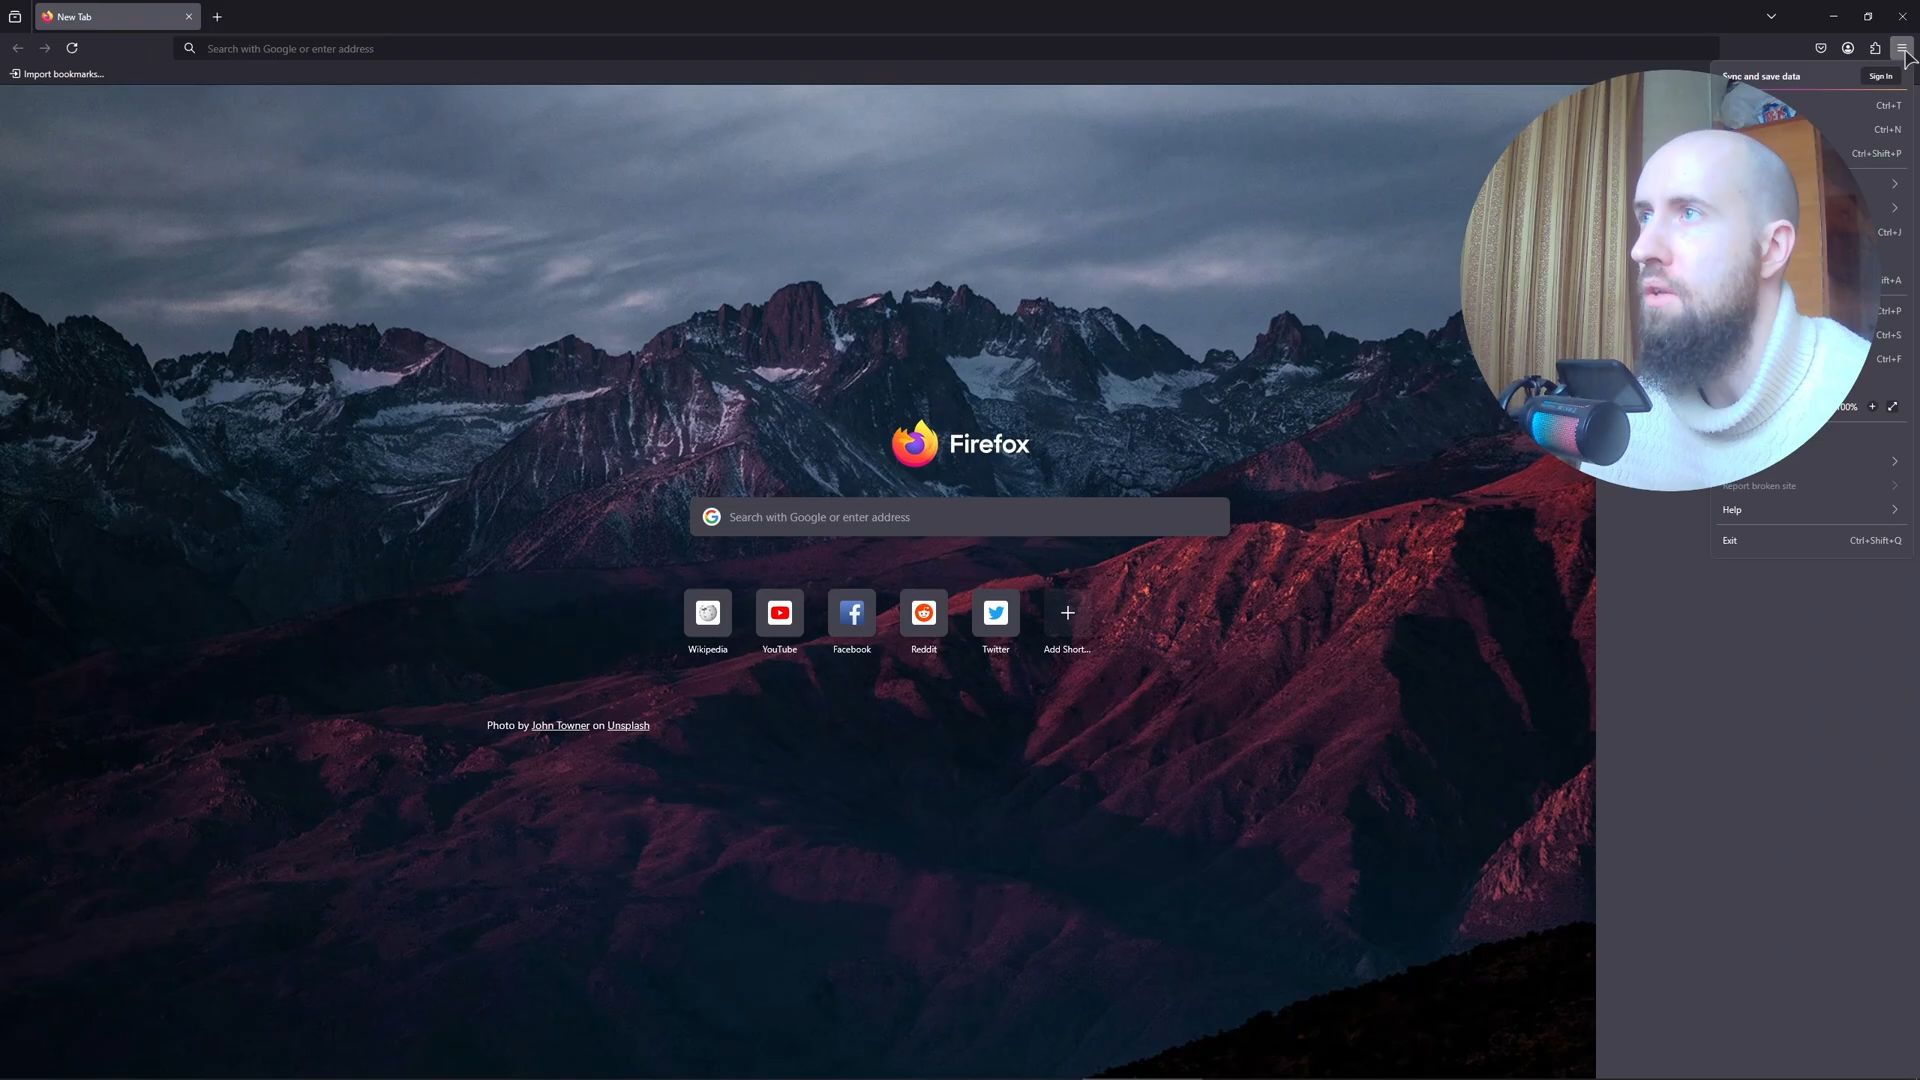 New Tab
Search with Google or enter address
Import bookmarks...
Sync and save data
Sign In
Ctrl+T
Ctrl+N
Ctrl+Shift+P
Ctrl+J
ift+A
Ctrl+P
Ctrl+S
Ctrl+F
100%
Report broken site
Help
Exit Ctrl+Shift+Q
Firefox
Search with Google or enter address
Wikipedia
YouTube
Facebook
Reddit
Twitter
Add Short...
Photo by John Towner on Unsplash